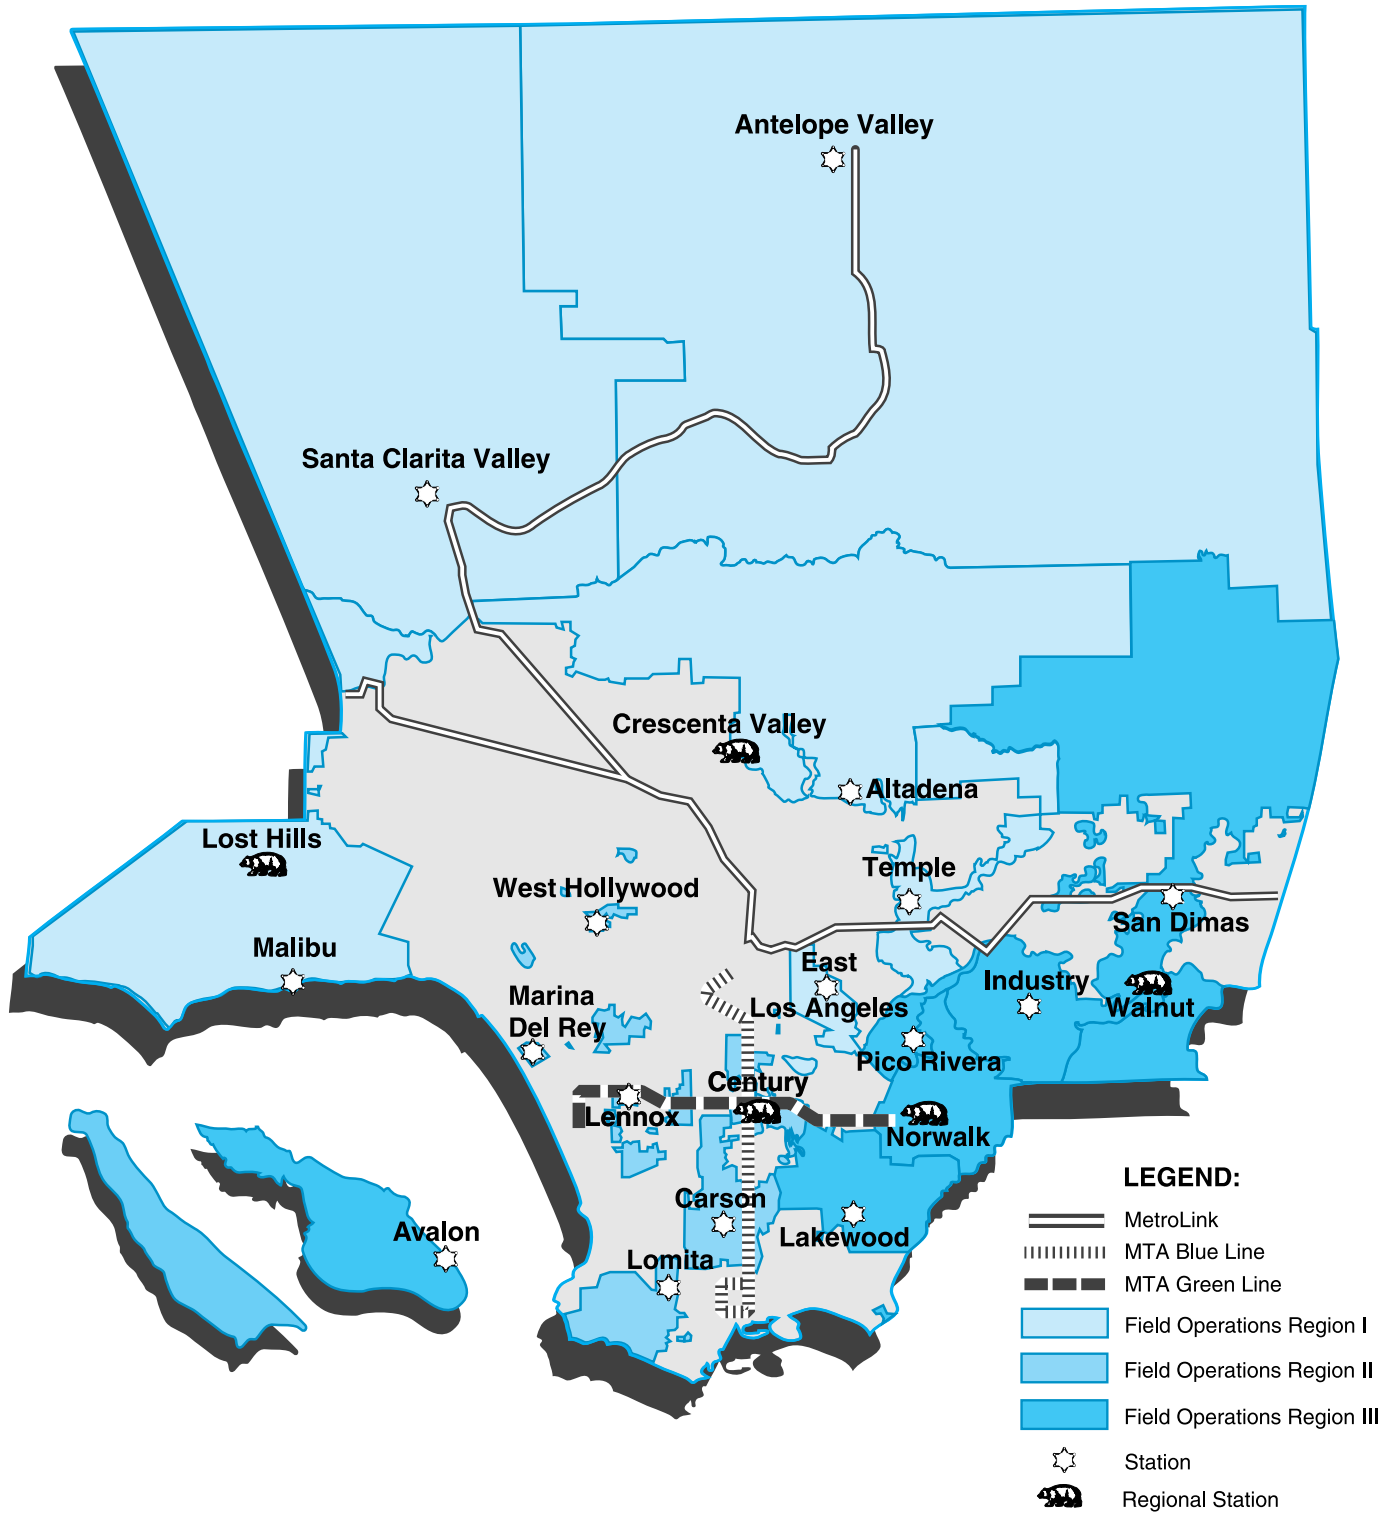 Antelope Valley
Santa Clarita Valley
Crescenta Valley
Altadena
Lost Hills
Temple
West Hollywood
San Dimas
Malibu
East
Los Angeles
Industry
Marina
Del Rey
Walnut
Pico Rivera
Century
Lennox
Norwalk
Carson
Avalon
Lakewood
Lomita
LEGEND:
MetroLink
MTA Blue Line
MTA Green Line
Field Operations Region I
Field Operations Region II
Field Operations Region III
Station
Regional Station